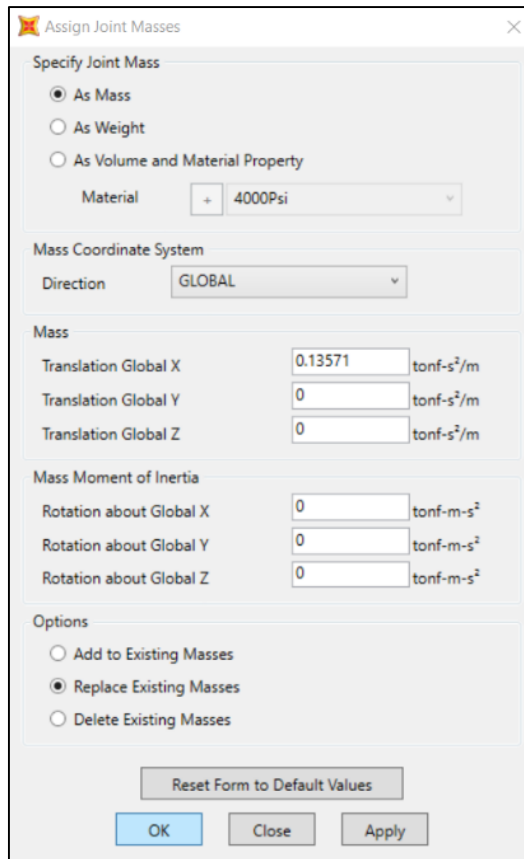 Assign Joint Masses
Specify Joint Mass
As Mass
As Weight
As Volume and Material Property
Material + 4000Psi
Mass Coordinate System
Direction GLOBAL
Mass
Translation Global X 0.13571 tonf-s²/m
Translation Global Y 0 tonf-s²/m
Translation Global Z 0 tonf-s²/m
Mass Moment of Inertia
Rotation about Global X 0 tonf-m-s²
Rotation about Global Y 0 tonf-m-s²
Rotation about Global Z 0 tonf-m-s²
Options
Add to Existing Masses
Replace Existing Masses
Delete Existing Masses
Reset Form to Default Values
OK Close Apply